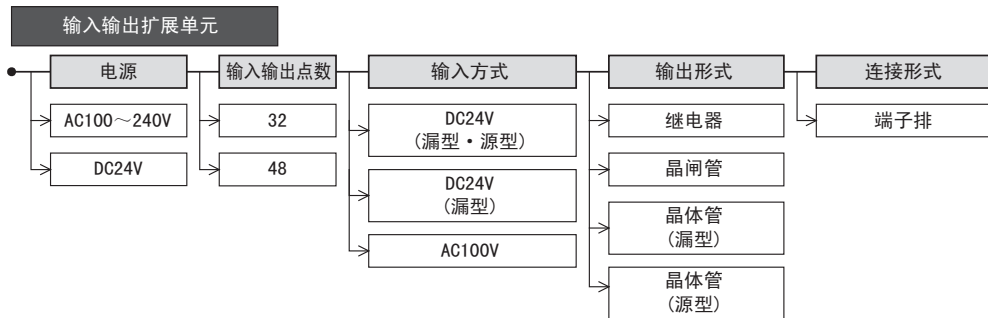 输入输出扩展单元
电源
输入输出点数
输入方式
输出形式
连接形式
AC100～240V
DC24V
32
48
DC24V
(漏型・源型)
DC24V
(漏型)
AC100V
继电器
晶闸管
晶体管
(漏型)
晶体管
(源型)
端子排